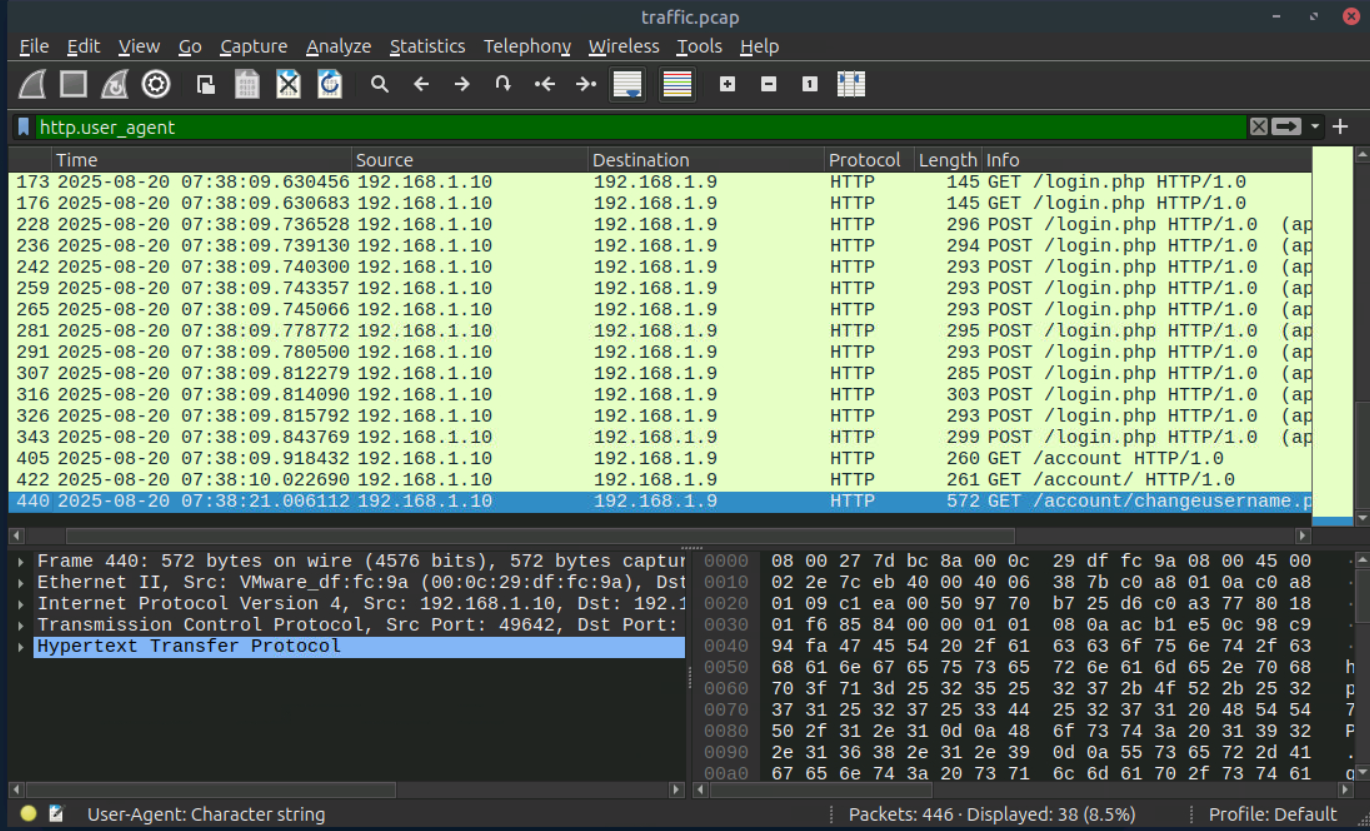 traffic.pcap
File Edit View Go Capture Analyze Statistics Telephony Wireless Tools Help
http.user_agent
Time Source Destination Protocol Length Info
173 2025-08-20 07:38:09.630456 192.168.1.10 192.168.1.9 HTTP 145 GET /login.php HTTP/1.0
176 2025-08-20 07:38:09.630683 192.168.1.10 192.168.1.9 HTTP 145 GET /login.php HTTP/1.0
228 2025-08-20 07:38:09.736528 192.168.1.10 192.168.1.9 HTTP 296 POST /login.php HTTP/1.0 (ap
236 2025-08-20 07:38:09.739130 192.168.1.10 192.168.1.9 HTTP 294 POST /login.php HTTP/1.0 (ap
242 2025-08-20 07:38:09.740300 192.168.1.10 192.168.1.9 HTTP 293 POST /login.php HTTP/1.0 (ap
259 2025-08-20 07:38:09.743357 192.168.1.10 192.168.1.9 HTTP 293 POST /login.php HTTP/1.0 (ap
265 2025-08-20 07:38:09.745066 192.168.1.10 192.168.1.9 HTTP 293 POST /login.php HTTP/1.0 (ap
281 2025-08-20 07:38:09.778772 192.168.1.10 192.168.1.9 HTTP 295 POST /login.php HTTP/1.0 (ap
291 2025-08-20 07:38:09.780500 192.168.1.10 192.168.1.9 HTTP 293 POST /login.php HTTP/1.0 (ap
307 2025-08-20 07:38:09.812279 192.168.1.10 192.168.1.9 HTTP 285 POST /login.php HTTP/1.0 (ap
316 2025-08-20 07:38:09.814090 192.168.1.10 192.168.1.9 HTTP 303 POST /login.php HTTP/1.0 (ap
326 2025-08-20 07:38:09.815792 192.168.1.10 192.168.1.9 HTTP 293 POST /login.php HTTP/1.0 (ap
343 2025-08-20 07:38:09.843769 192.168.1.10 192.168.1.9 HTTP 299 POST /login.php HTTP/1.0 (ap
405 2025-08-20 07:38:09.918432 192.168.1.10 192.168.1.9 HTTP 260 GET /account HTTP/1.0
422 2025-08-20 07:38:10.022690 192.168.1.10 192.168.1.9 HTTP 261 GET /account/ HTTP/1.0
440 2025-08-20 07:38:21.006112 192.168.1.10 192.168.1.9 HTTP 572 GET /account/changeusername.p
Frame 440: 572 bytes on wire (4576 bits), 572 bytes captur
Ethernet II, Src: VMware_df:fc:9a (00:0c:29:df:fc:9a), Dst
Internet Protocol Version 4, Src: 192.168.1.10, Dst: 192.1
Transmission Control Protocol, Src Port: 49642, Dst Port:
Hypertext Transfer Protocol
0000 08 00 27 7d bc 8a 00 0c 29 df fc 9a 08 00 45 00
0010 02 2e 7c eb 40 00 40 06 38 7b c0 a8 01 0a c0 a8
0020 01 09 c1 ea 00 50 97 70 b7 25 d6 c0 a3 77 80 18
0030 01 f6 85 84 00 00 01 01 08 0a ac b1 e5 0c 98 c9
0040 94 fa 47 45 54 20 2f 61 63 63 6f 75 6e 74 2f 63
0050 68 61 6e 67 65 75 73 65 72 6e 61 6d 65 2e 70 68 h
0060 70 3f 71 3d 25 32 35 25 32 37 2b 4f 52 2b 25 32 p
0070 37 31 25 32 37 25 33 44 25 32 37 31 20 48 54 54 7
0080 50 2f 31 2e 31 0d 0a 48 6f 73 74 3a 20 31 39 32 P
0090 2e 31 36 38 2e 31 2e 39 0d 0a 55 73 65 72 2d 41 .
00a0 67 65 6e 74 3a 20 73 71 6c 6d 61 70 2f 73 74 61 g
User-Agent: Character string
Packets: 446 · Displayed: 38 (8.5%)
Profile: Default